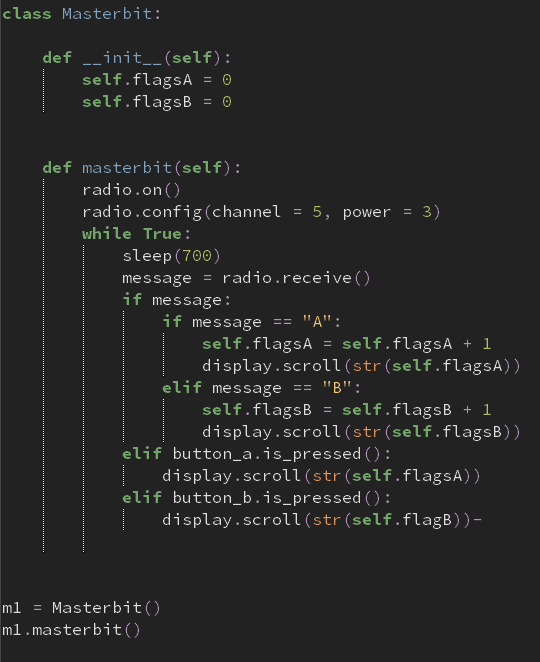 class Masterbit:
def __init__(self):
self.flagsA = 0
self.flagsB = 0
def masterbit(self):
radio.on()
radio.config(channel = 5, power = 3)
while True:
sleep(700)
message = radio.receive()
if message:
if message == "A":
self.flagsA = self.flagsA + 1
display.scroll(str(self.flagsA))
elif message == "B":
self.flagsB = self.flagsB + 1
display.scroll(str(self.flagsB))
elif button_a.is_pressed():
display.scroll(str(self.flagsA))
elif button_b.is_pressed():
display.scroll(str(self.flagB))-
m1 = Masterbit()
m1.masterbit()